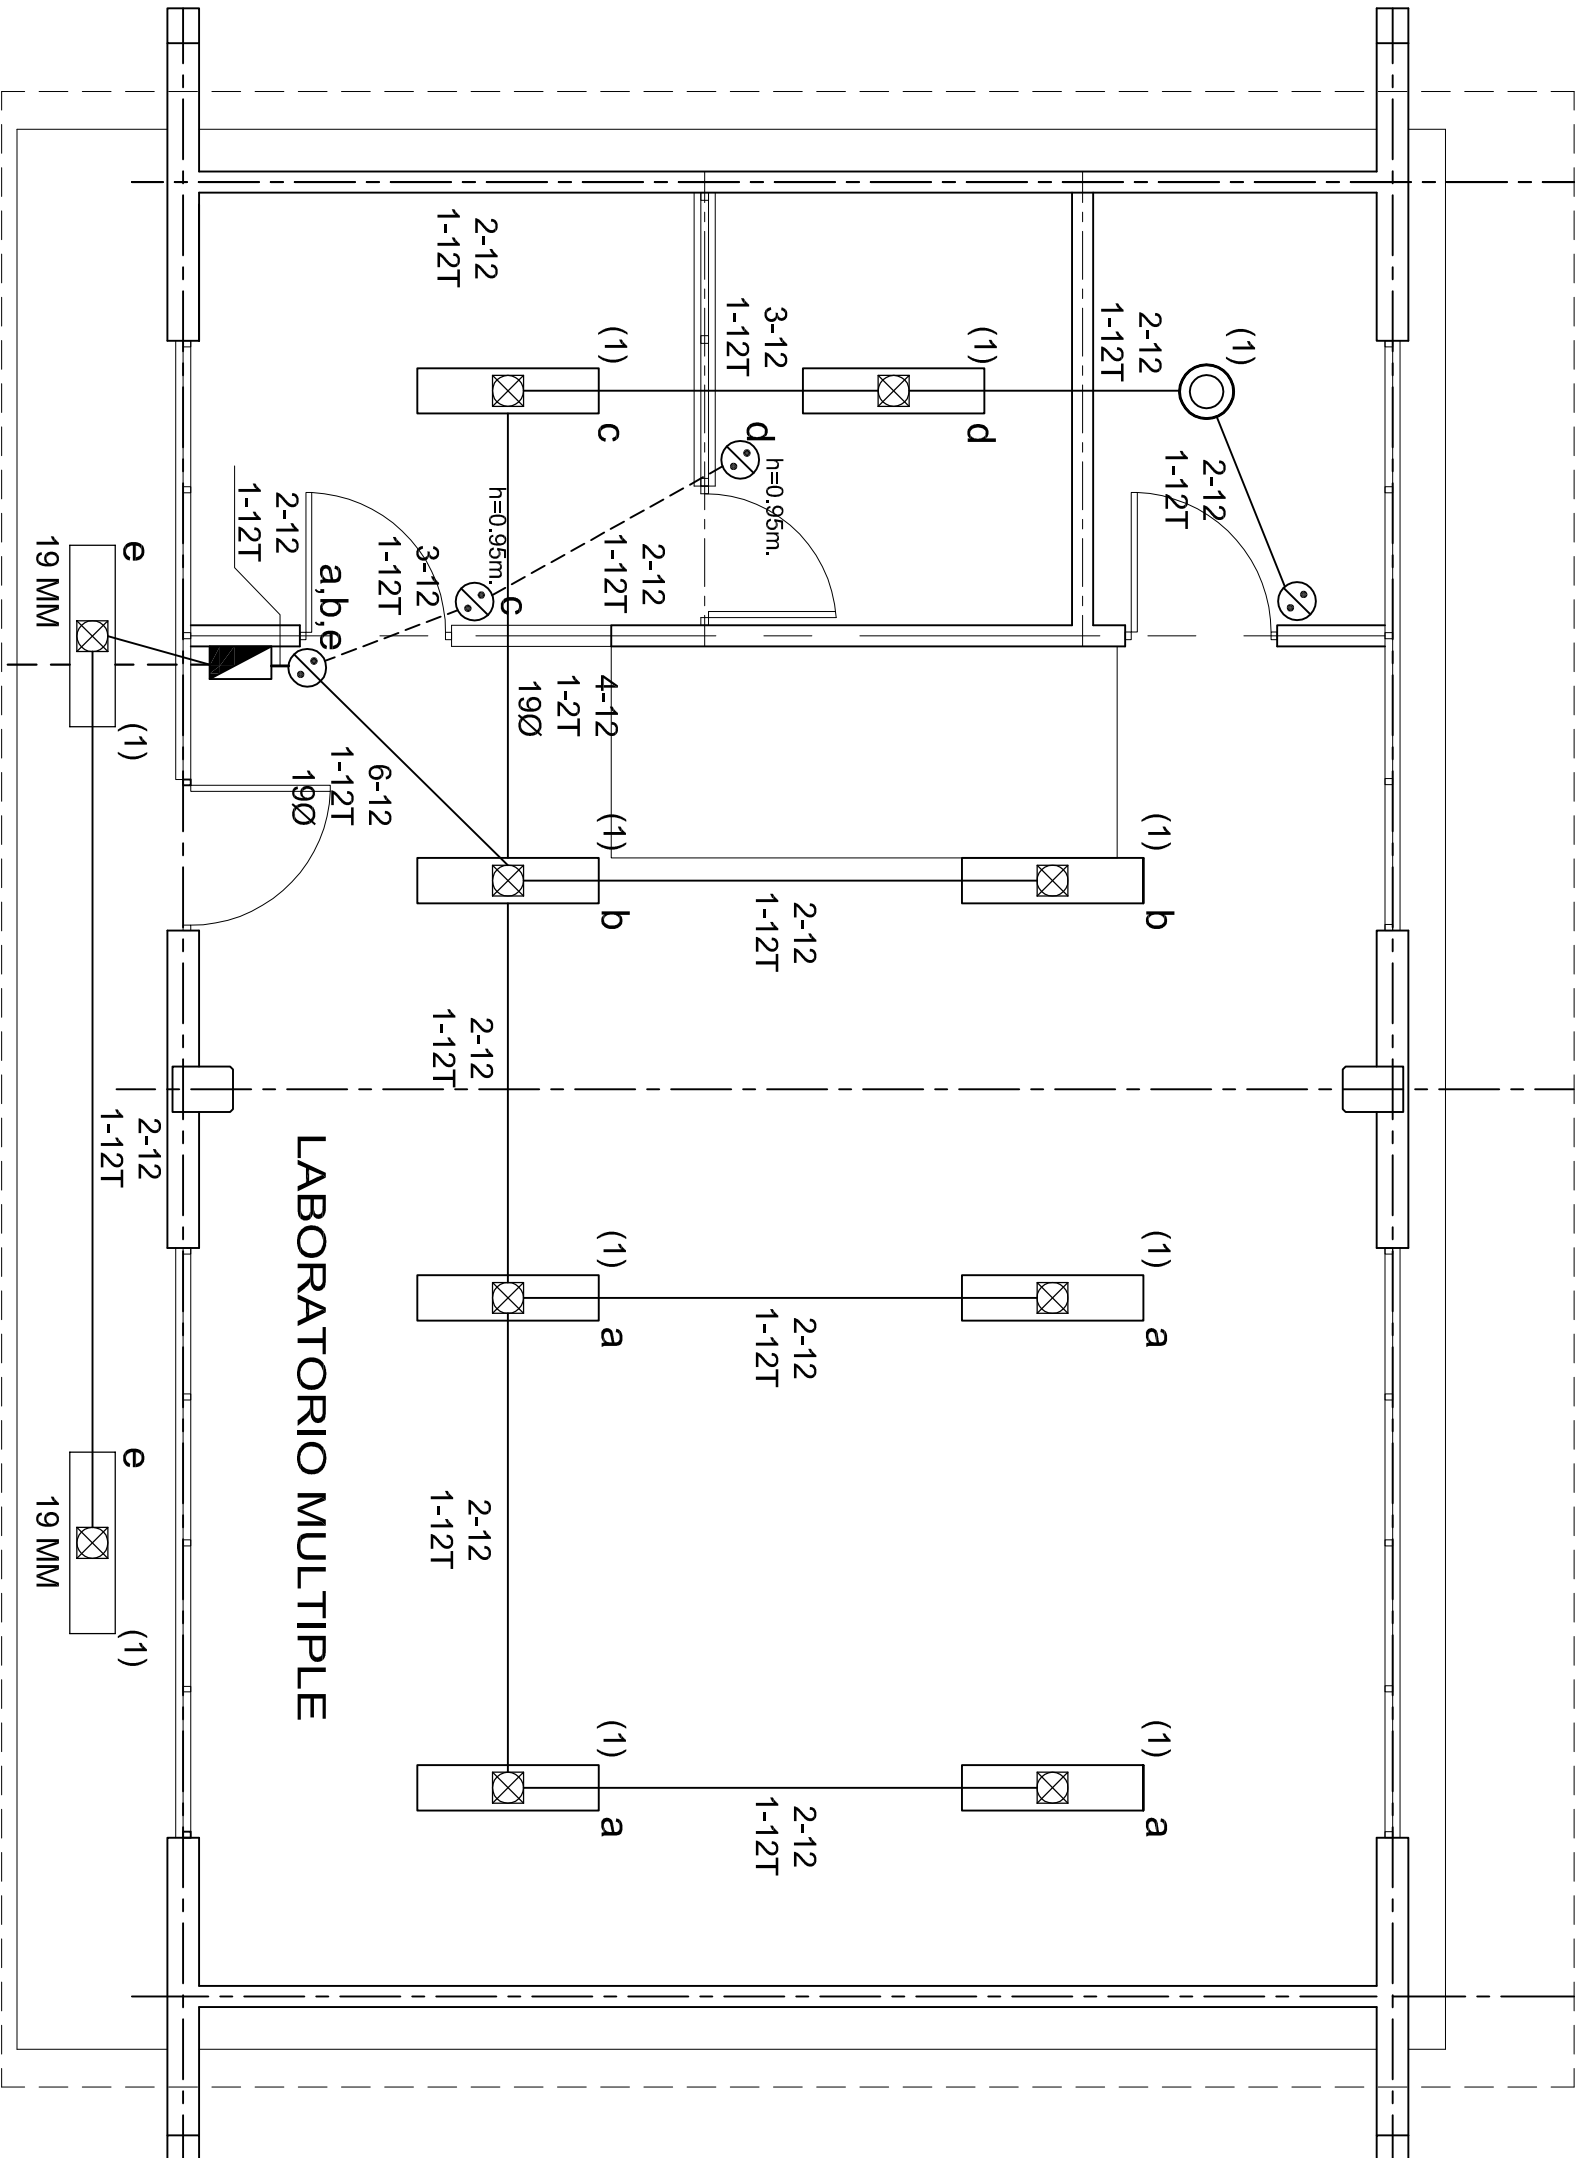 (1)
2-12
1-12T
2-12
1-12T
(1)
b
(1)
a
(1)
a
(1)
d
3-12
1-12T
d
h=0.95m.
2-12
1-12T
2-12
1-12T
2-12
1-12T
(1)
c
2-12
1-12T
4-12
1-2T
19Ø
(1)
b
(1)
a
(1)
a
2-12
1-12T
c
h=0.95m.
2-12
1-12T
2-12
1-12T
3-12
1-12T
6-12
1-12T
19Ø
a,b,e
LABORATORIO MULTIPLE
2-12
1-12T
2-12
1-12T
e
(1)
e
(1)
19 MM
19 MM